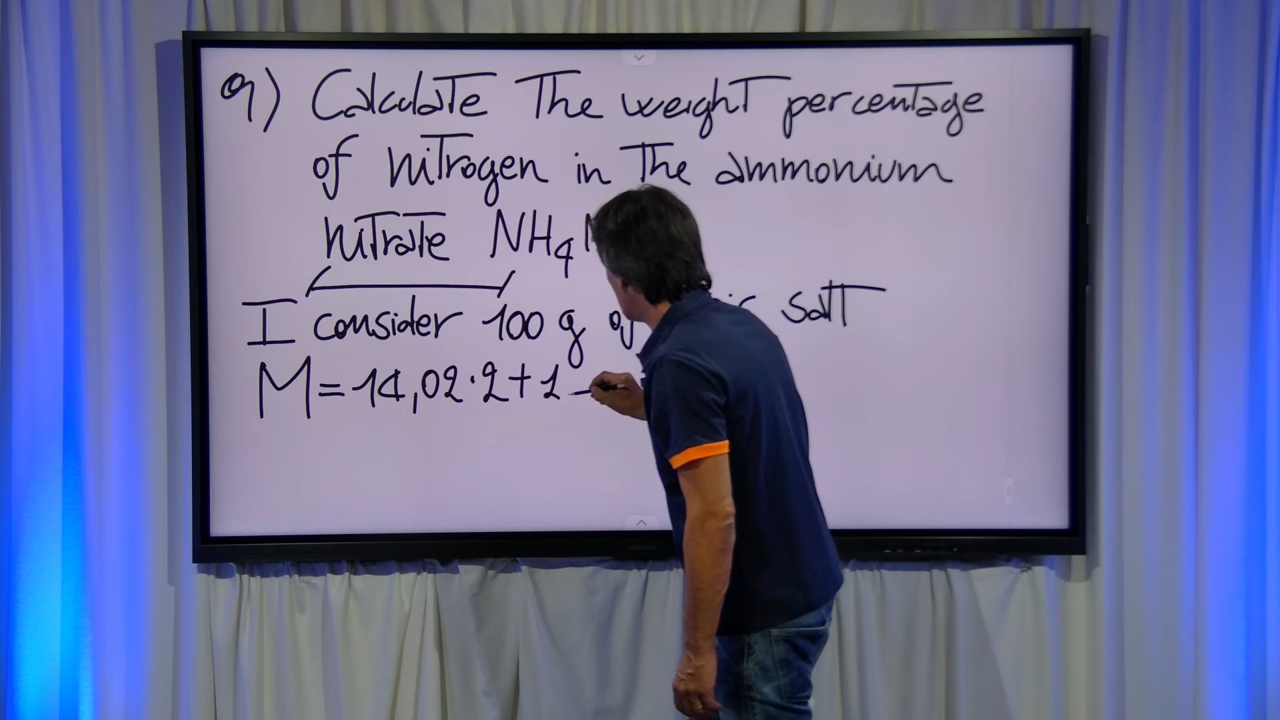 9) Calculate the weight percentage
of nitrogen in the ammonium
nitrate NH4
I consider 100 g salt
M=14,02·2+1